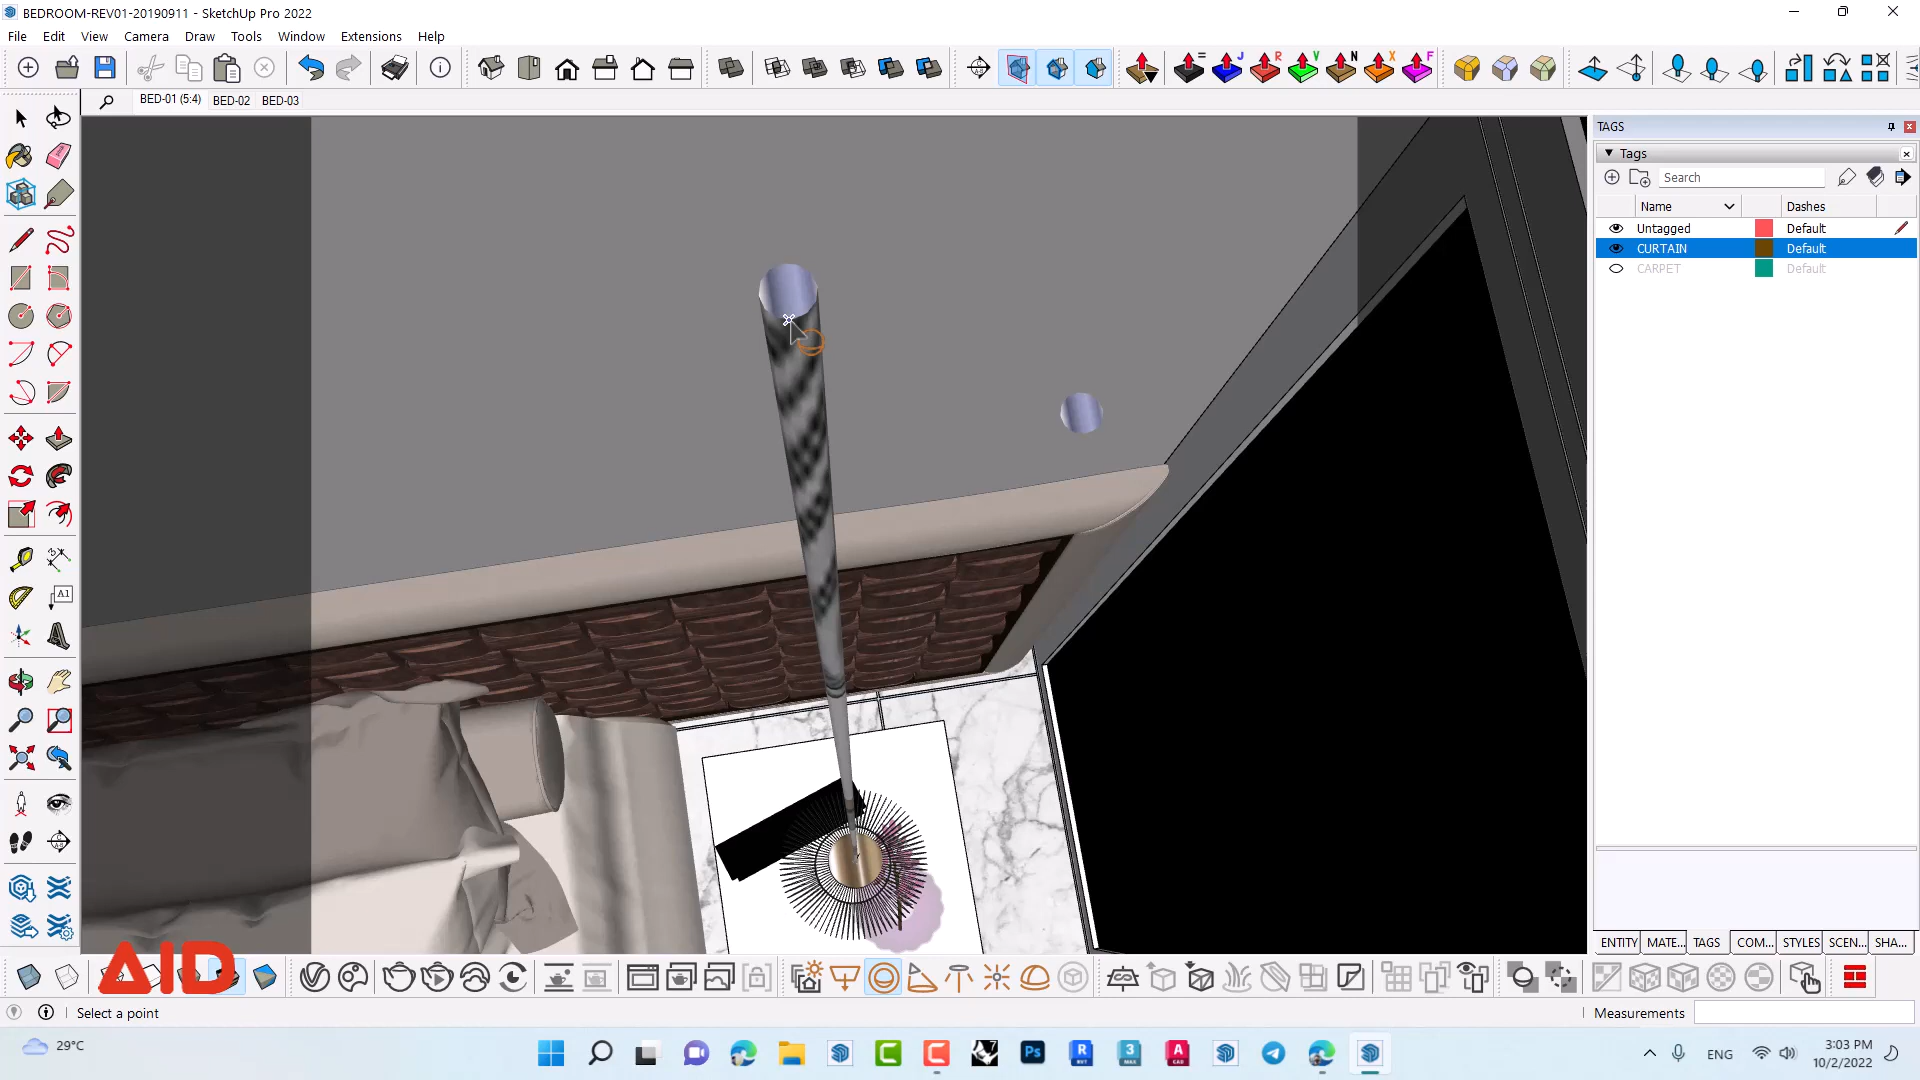 BEDROOM-REV01-20190911 - SketchUp Pro 2022
File Edit View Camera Draw Tools Window Extensions Help
BED-01 (5:4) BED-02 BED-03
TAGS
Tags
Search
Name Dashes
Untagged Default
CURTAIN Default
CARPET Default
ENTITY MATE... TAGS COM... STYLES SCEN... SHA...
AID
Select a point
Measurements
29°C
ENG
3:03 PM
10/2/2022